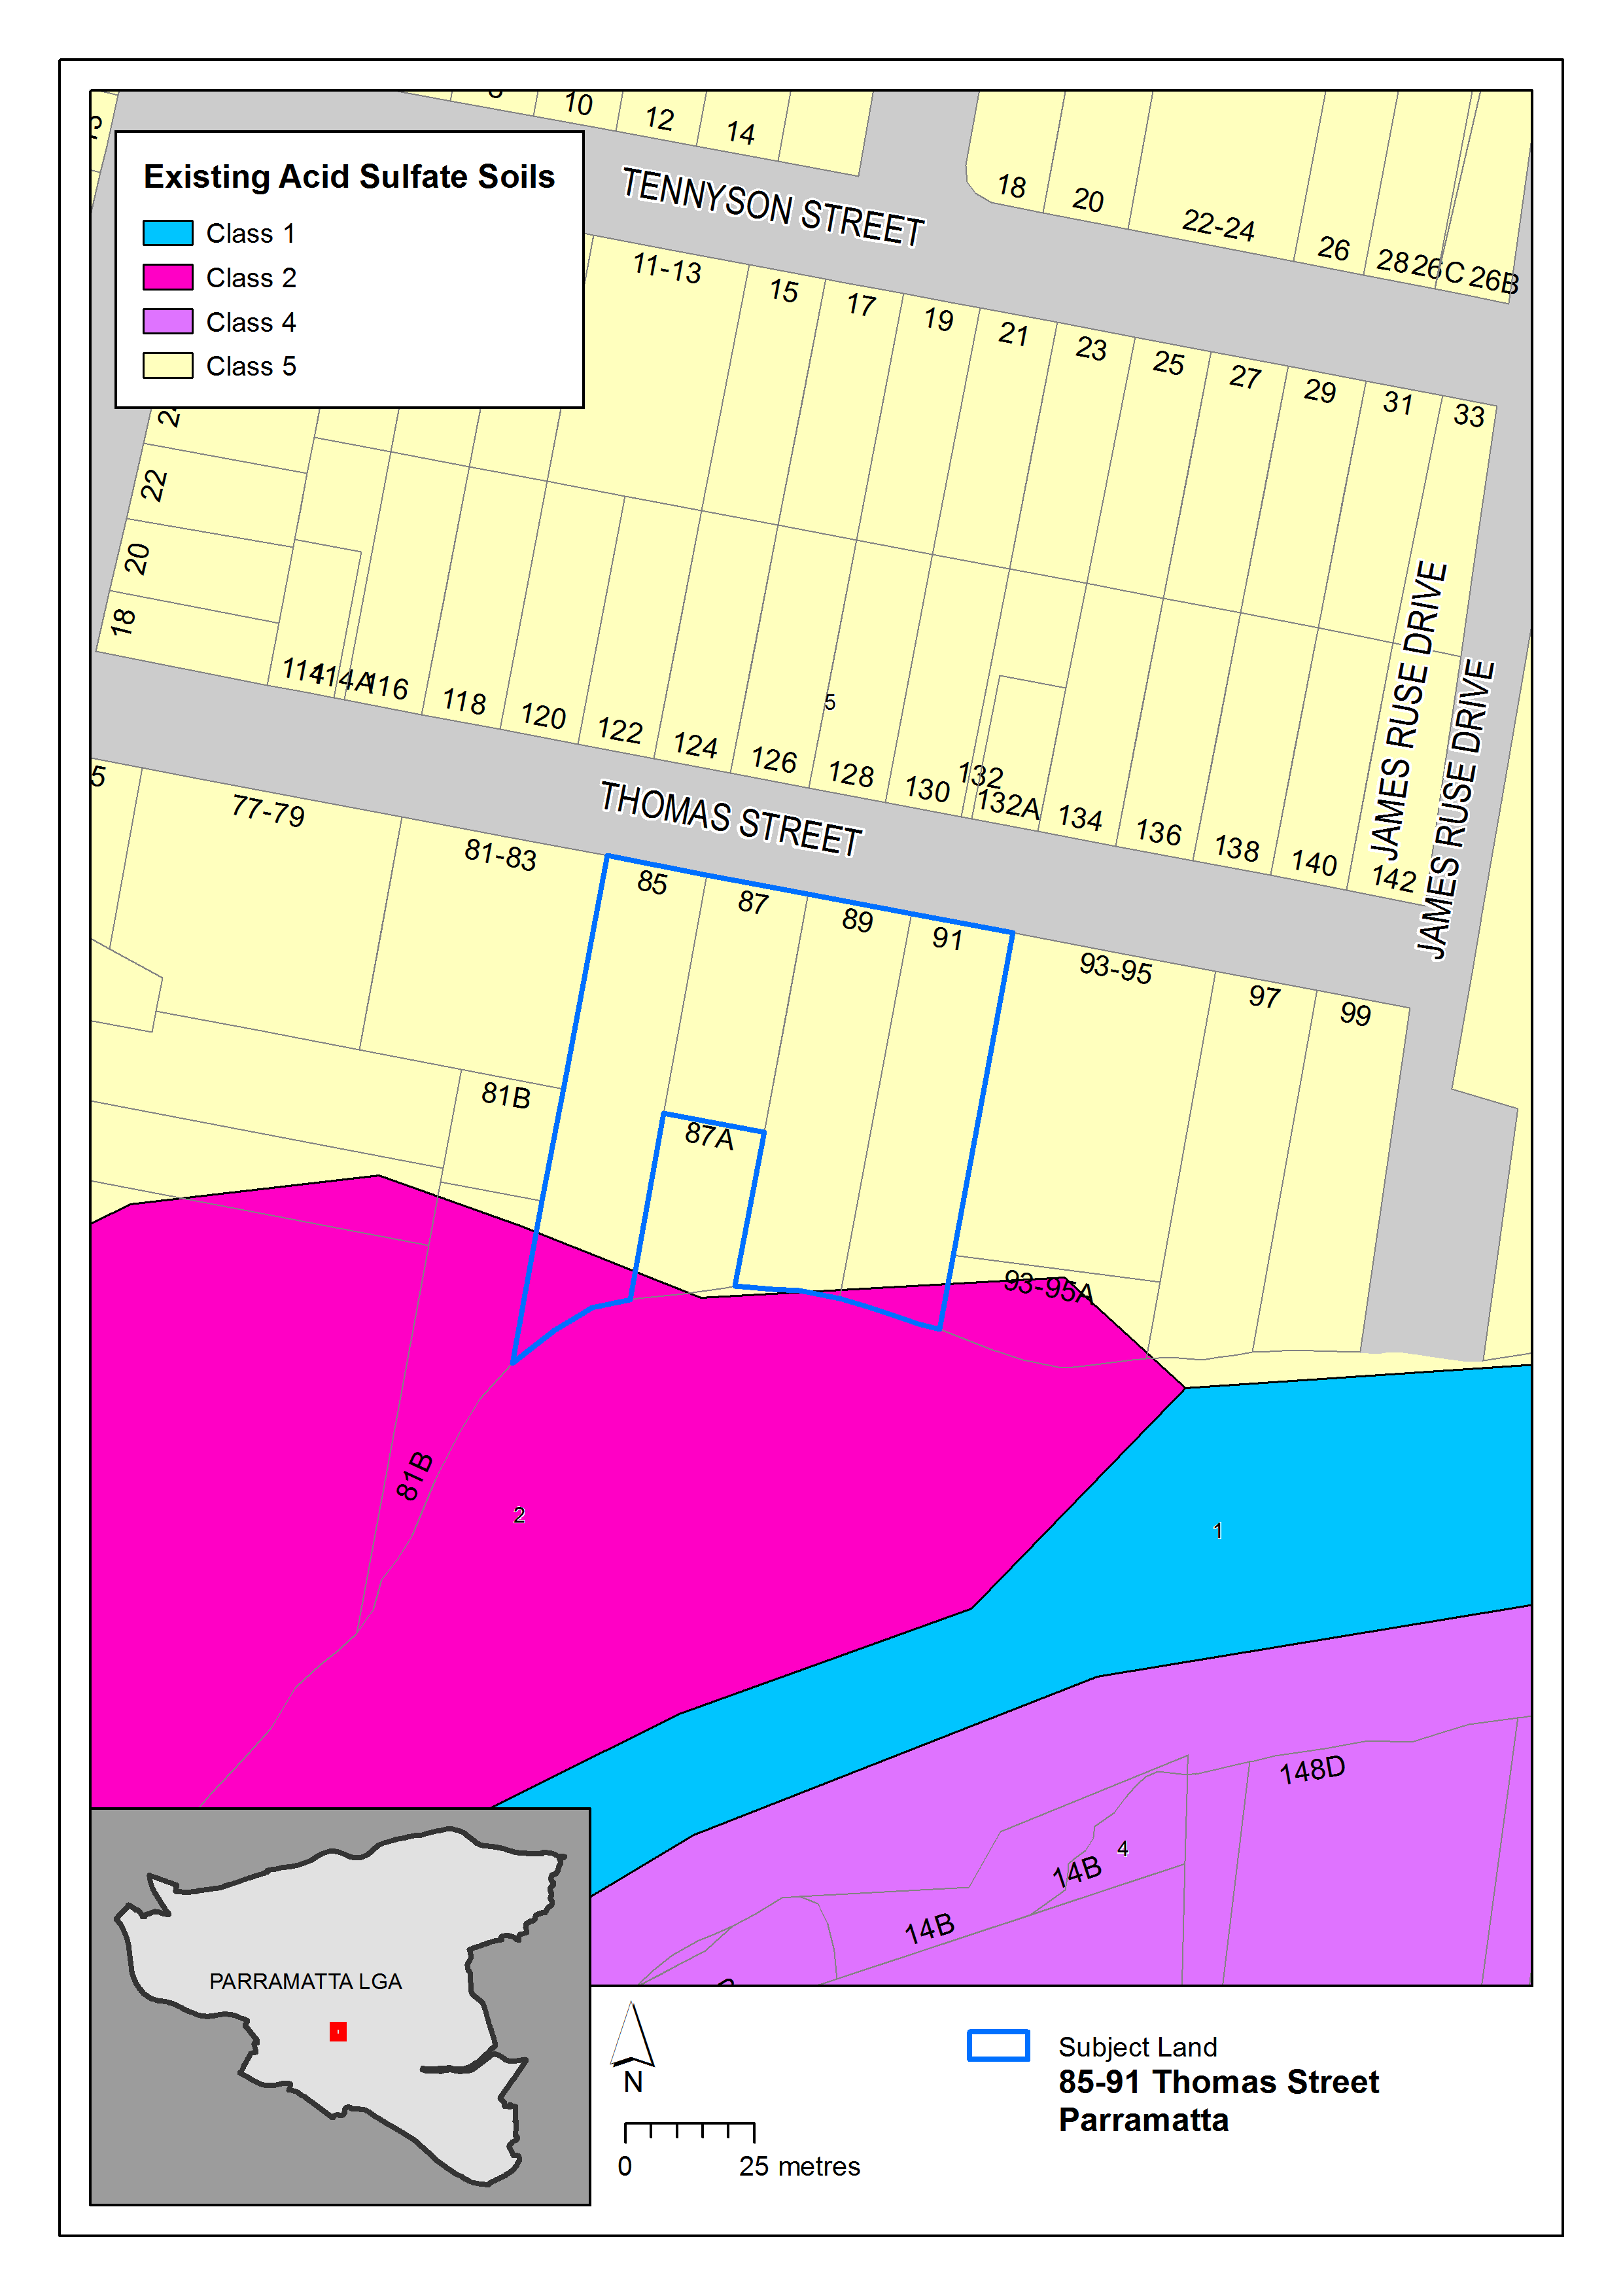 10
12
14
18
20
22-24
26
28
26C
26B
Existing Acid Sulfate Soils
Class 1
Class 2
Class 4
Class 5
TENNYSON STREET
11-13
15
17
19
21
23
25
27
29
31
33
22
20
18
114
114A
116
118
120
122
124
126
5
128
130
132
132A
134
136
138
140
142
JAMES RUSE DRIVE
JAMES RUSE DRIVE
THOMAS STREET
5
77-79
81-83
85
87
89
91
93-95
97
99
81B
87A
93-95A
81B
2
1
148D
4
14B
14B
PARRAMATTA LGA
N
0
25 metres
Subject Land
85-91 Thomas Street
Parramatta